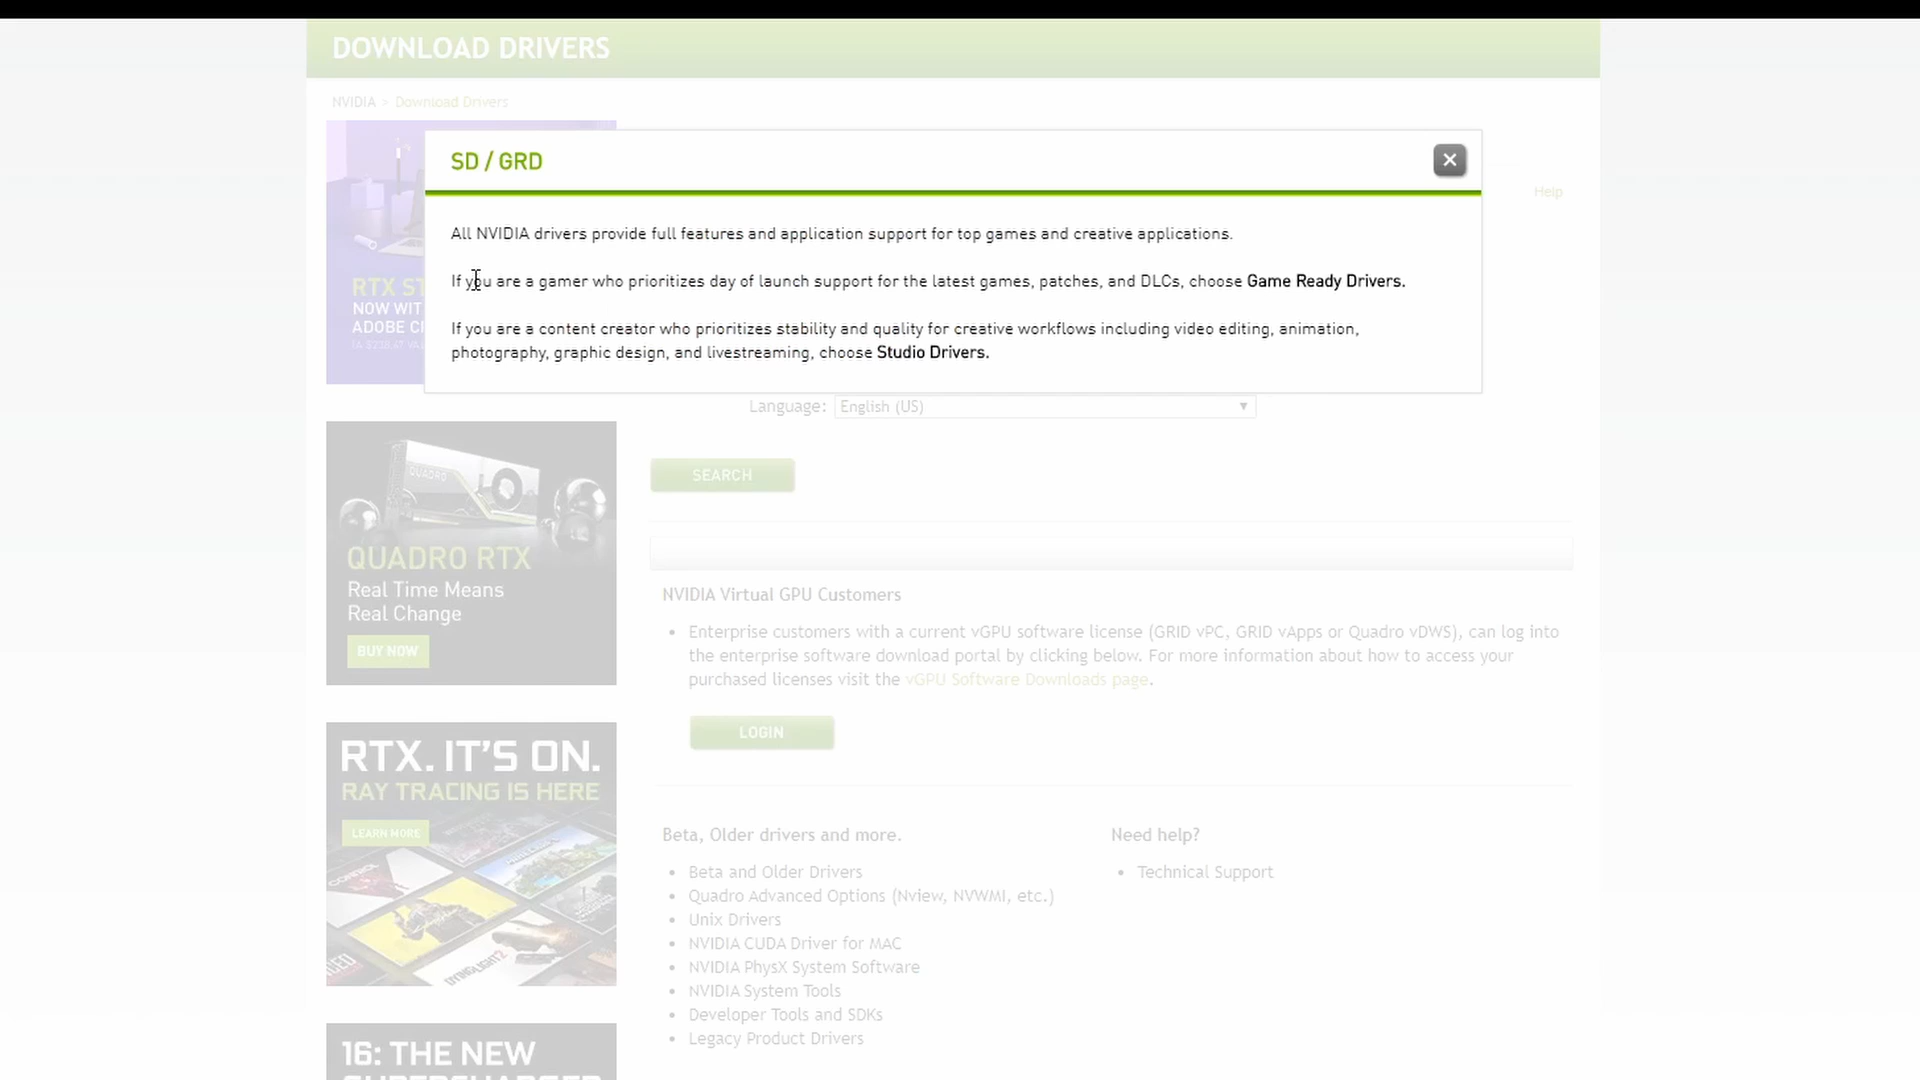 DOWNLOAD DRIVERS
NVIDIA > Download Drivers
SD / GRD
Help
All NVIDIA drivers provide full features and application support for top games and creative applications.
If you are a gamer who prioritizes day of launch support for the latest games, patches, and DLCs, choose Game Ready Drivers.
If you are a content creator who prioritizes stability and quality for creative workflows including video editing, animation,
photography, graphic design, and livestreaming, choose Studio Drivers.
RTX ST
NOW WIT
ADOBE C
Language: English (US)
SEARCH
QUADRO
QUADRO RTX
Real Time Means
Real Change
BUY NOW
NVIDIA Virtual GPU Customers
• Enterprise customers with a current vGPU software license (GRID vPC, GRID vApps or Quadro vDWS), can log into
the enterprise software download portal by clicking below. For more information about how to access your
purchased licenses visit the vGPU Software Downloads page.
LOGIN
RTX. IT'S ON.
RAY TRACING IS HERE
LEARN MORE
CONTROL
DYING LIGHT 2
Beta, Older drivers and more.
• Beta and Older Drivers
• Quadro Advanced Options (Nview, NVWMI, etc.)
• Unix Drivers
• NVIDIA CUDA Driver for MAC
• NVIDIA PhysX System Software
• NVIDIA System Tools
• Developer Tools and SDKs
• Legacy Product Drivers
Need help?
• Technical Support
16: THE NEW